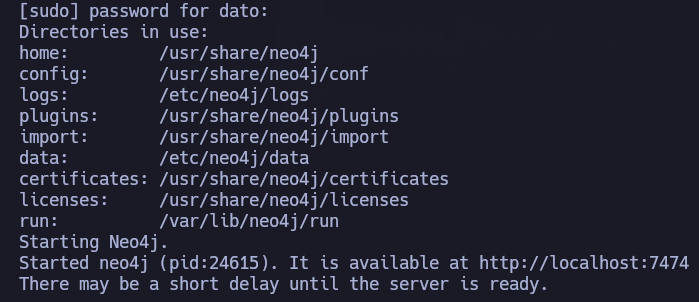 [sudo] password for dato:
Directories in use:
home:         /usr/share/neo4j
config:       /usr/share/neo4j/conf
logs:         /etc/neo4j/logs
plugins:      /usr/share/neo4j/plugins
import:       /usr/share/neo4j/import
data:         /etc/neo4j/data
certificates: /usr/share/neo4j/certificates
licenses:     /usr/share/neo4j/licenses
run:          /var/lib/neo4j/run
Starting Neo4j.
Started neo4j (pid:24615). It is available at http://localhost:7474
There may be a short delay until the server is ready.